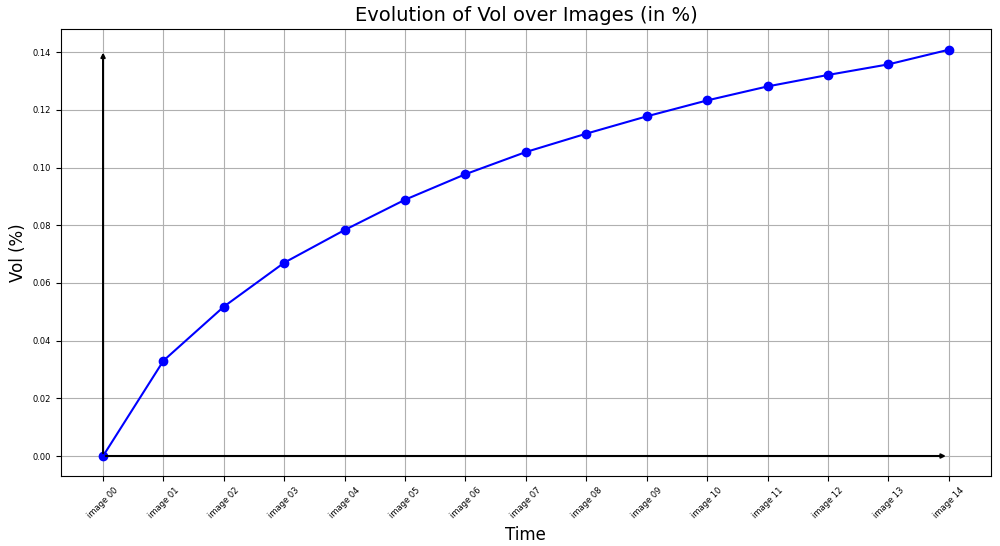 Evolution of Vol over Images (in %)
Vol (%)
0.14
0.12
0.10
0.08
0.06
0.04
0.02
0.00
image 00
image 01
image 02
image 03
image 04
image 05
image 06
image 07
image 08
image 09
image 10
image 11
image 12
image 13
image 14
Time